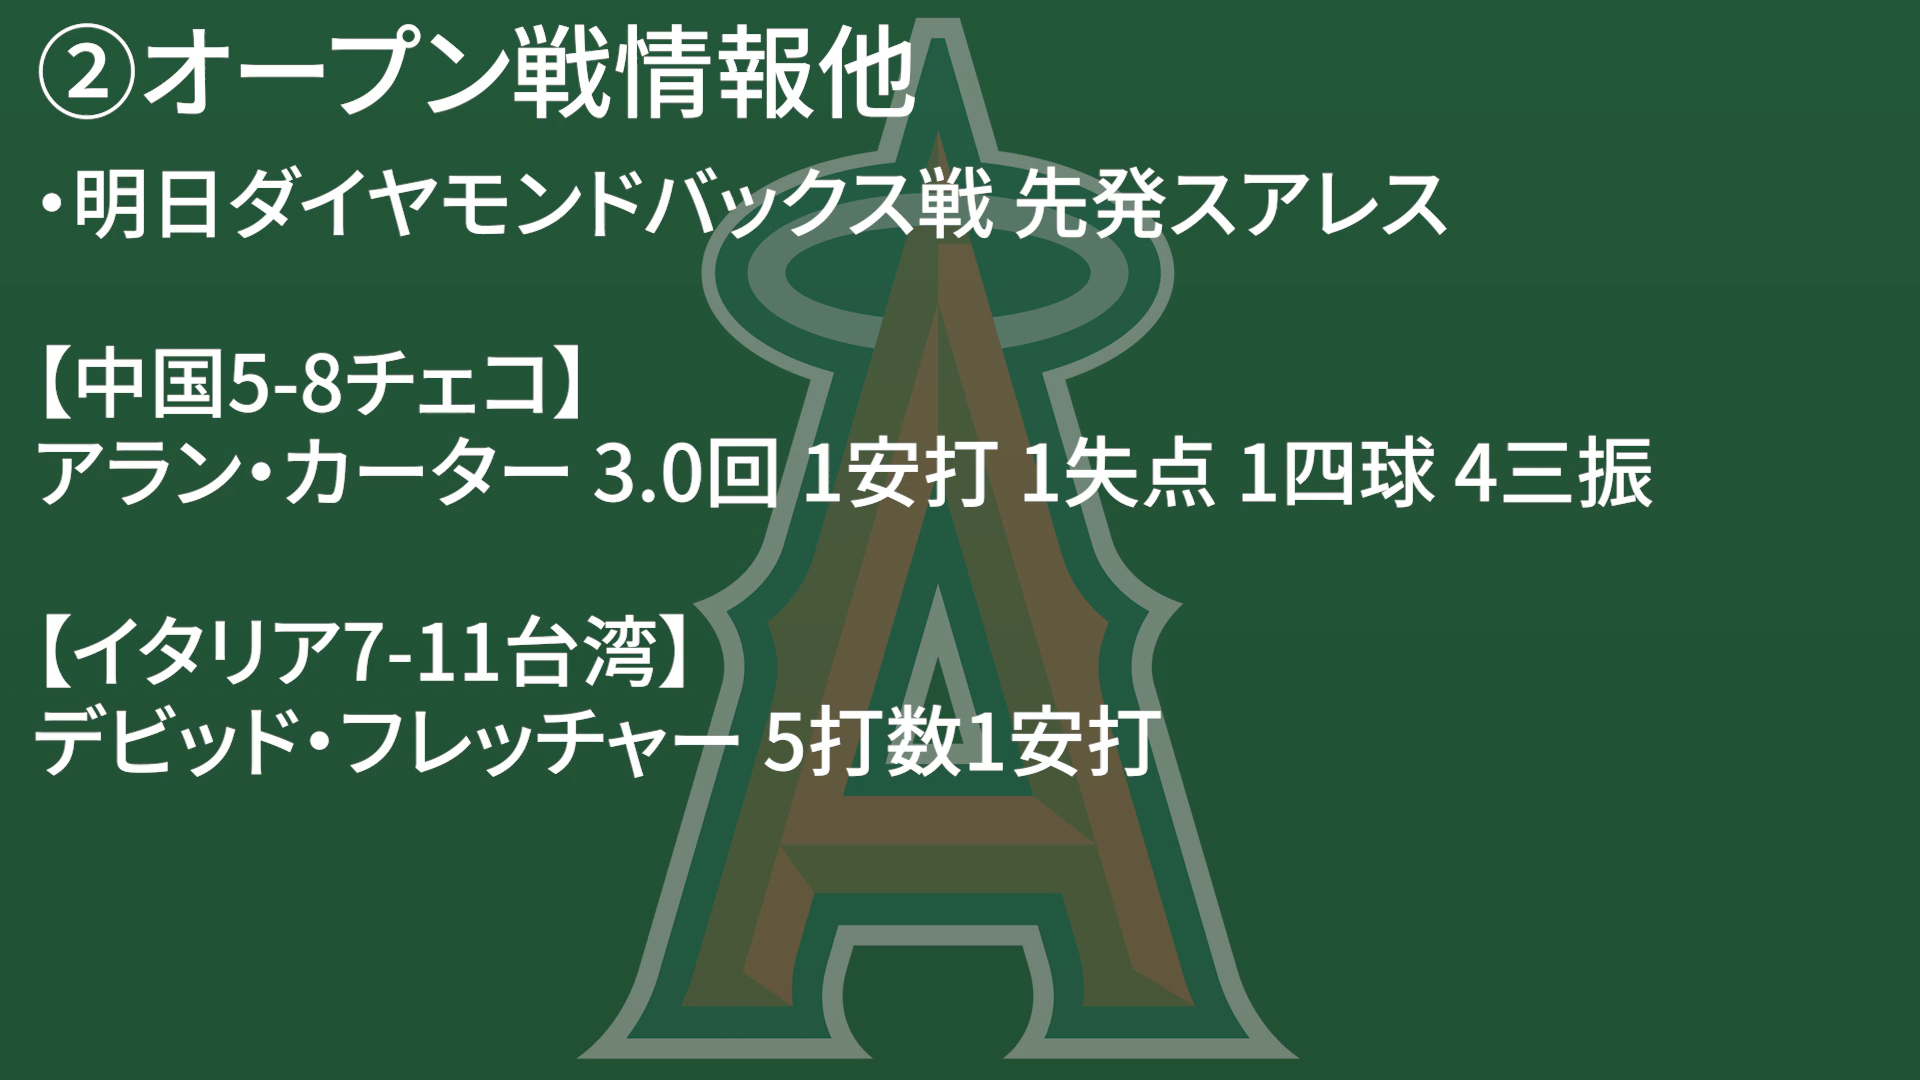 ②オープン戦情報他
・明日ダイヤモンドバックス戦 先発スアレス
【中国5-8チェコ】
アラン・カーター 3.0回 1安打 1失点 1四球 4三振
【イタリア7-11台湾】
デビッド・フレッチャー 5打数1安打